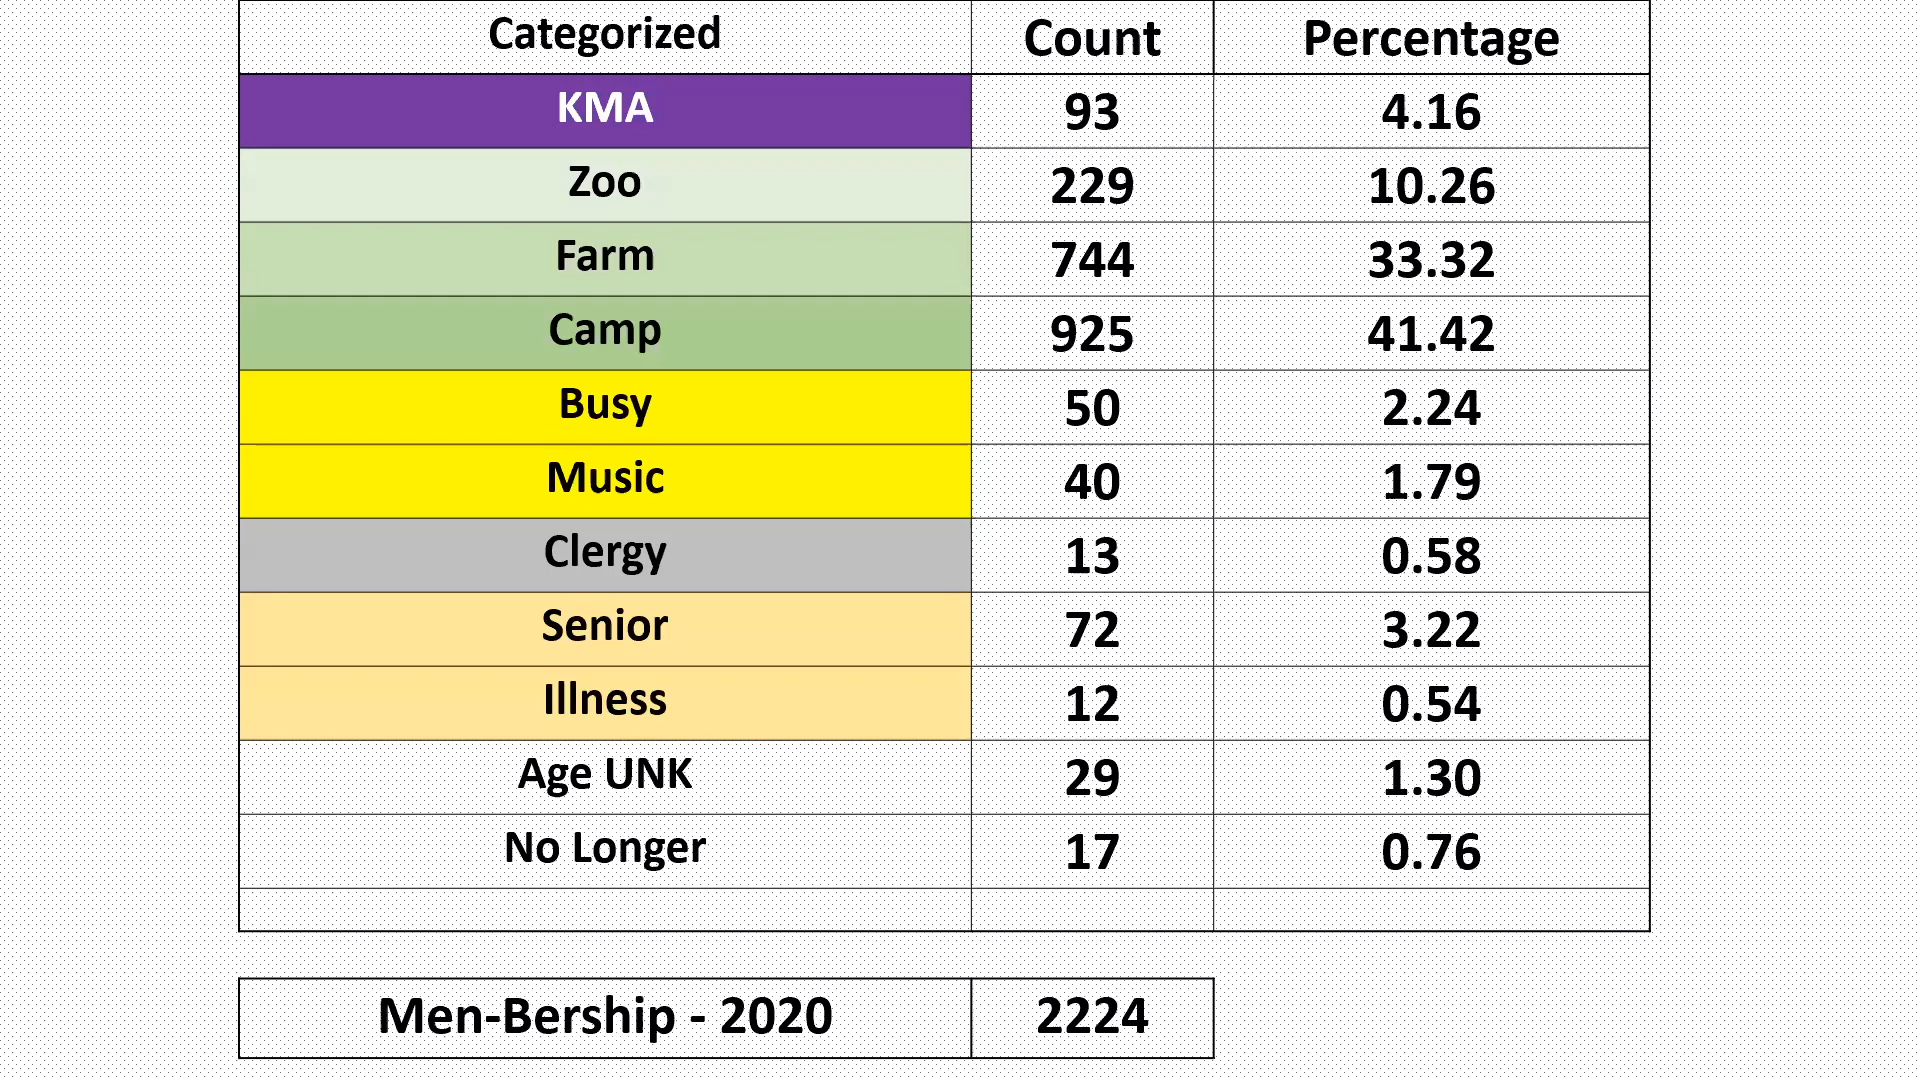 Categorized Count Percentage
KMA 93 4.16
Zoo 229 10.26
Farm 744 33.32
Camp 925 41.42
Busy 50 2.24
Music 40 1.79
Clergy 13 0.58
Senior 72 3.22
Illness 12 0.54
Age UNK 29 1.30
No Longer 17 0.76
Men-Bership - 2020 2224